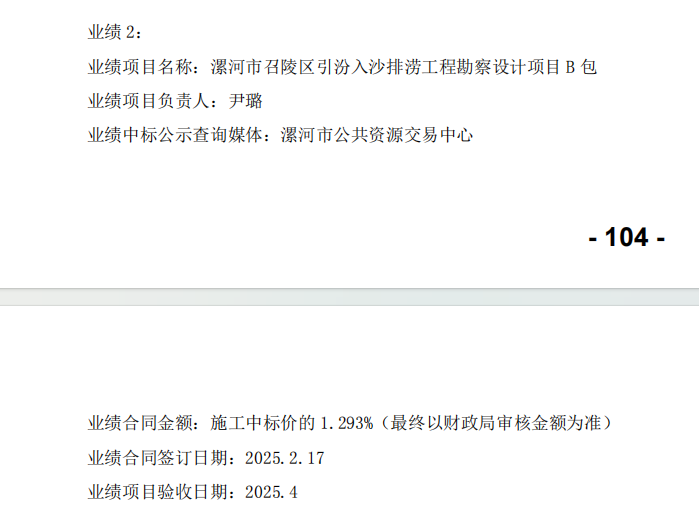 业绩 2：
业绩项目名称：漯河市召陵区引汾入沙排涝工程勘察设计项目 B 包
业绩项目负责人：尹璐
业绩中标公示查询媒体：漯河市公共资源交易中心
- 104 -
业绩合同金额：施工中标价的 1.293%（最终以财政局审核金额为准）
业绩合同签订日期：2025.2.17
业绩项目验收日期：2025.4